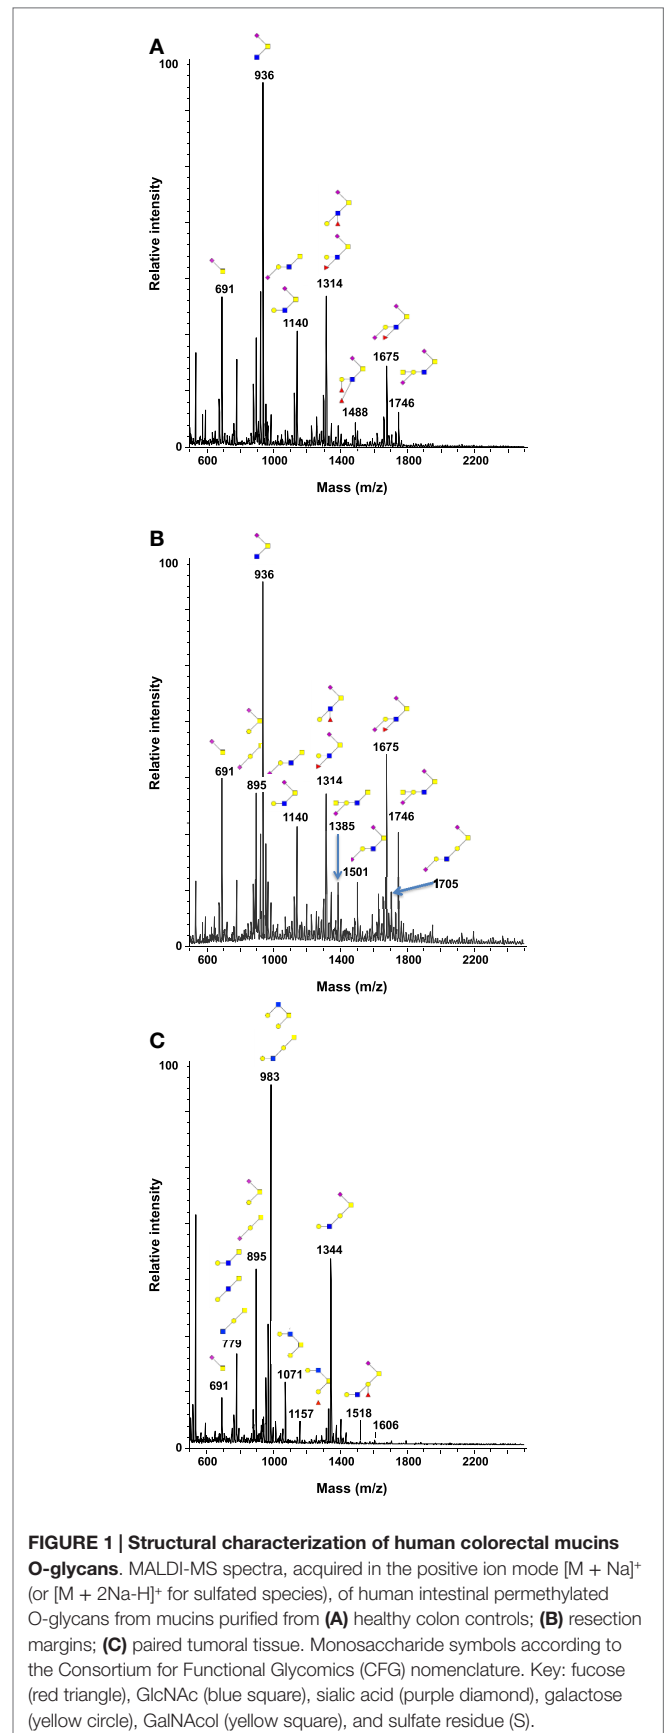 A
100
936
Relative intensity
691
1140
1314
1675
1488
1746
0
600
1000
1400
1800
2200
Mass (m/z)
B
100
936
Relative intensity
691
895
1140
1314
1385
1501
1675
1746
1705
0
600
1000
1400
1800
2200
Mass (m/z)
C
100
983
Relative intensity
895
1344
779
691
1071
1157
1518
1606
0
600
1000
1400
1800
2200
Mass (m/z)
FIGURE 1 | Structural characterization of human colorectal mucins
O-glycans. MALDI-MS spectra, acquired in the positive ion mode [M + Na]⁺
(or [M + 2Na-H]⁺ for sulfated species), of human intestinal permethylated
O-glycans from mucins purified from (A) healthy colon controls; (B) resection
margins; (C) paired tumoral tissue. Monosaccharide symbols according to
the Consortium for Functional Glycomics (CFG) nomenclature. Key: fucose
(red triangle), GlcNAc (blue square), sialic acid (purple diamond), galactose
(yellow circle), GalNAcol (yellow square), and sulfate residue (S).